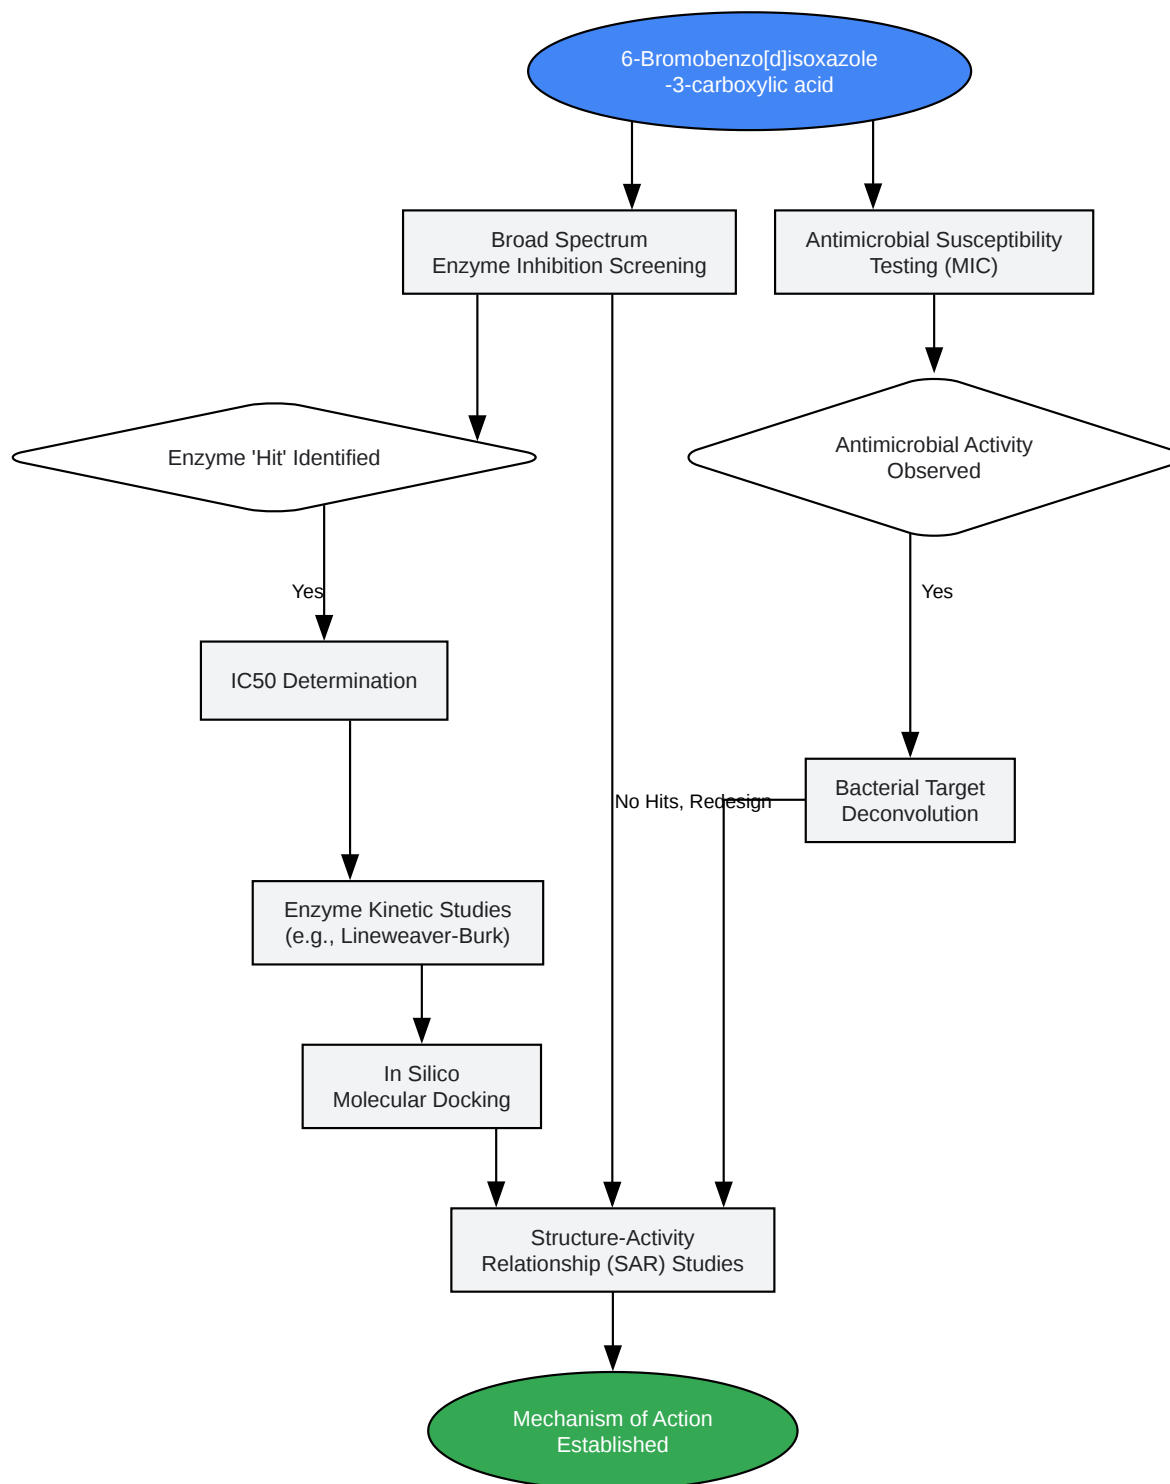 6-Bromobenzo[d]isoxazole
-3-carboxylic acid
Broad Spectrum
Enzyme Inhibition Screening
Antimicrobial Susceptibility
Testing (MIC)
Enzyme 'Hit' Identified
Antimicrobial Activity
Observed
Yes
Yes
IC50 Determination
No Hits, Redesign
Bacterial Target
Deconvolution
Enzyme Kinetic Studies
(e.g., Lineweaver-Burk)
In Silico
Molecular Docking
Structure-Activity
Relationship (SAR) Studies
Mechanism of Action
Established